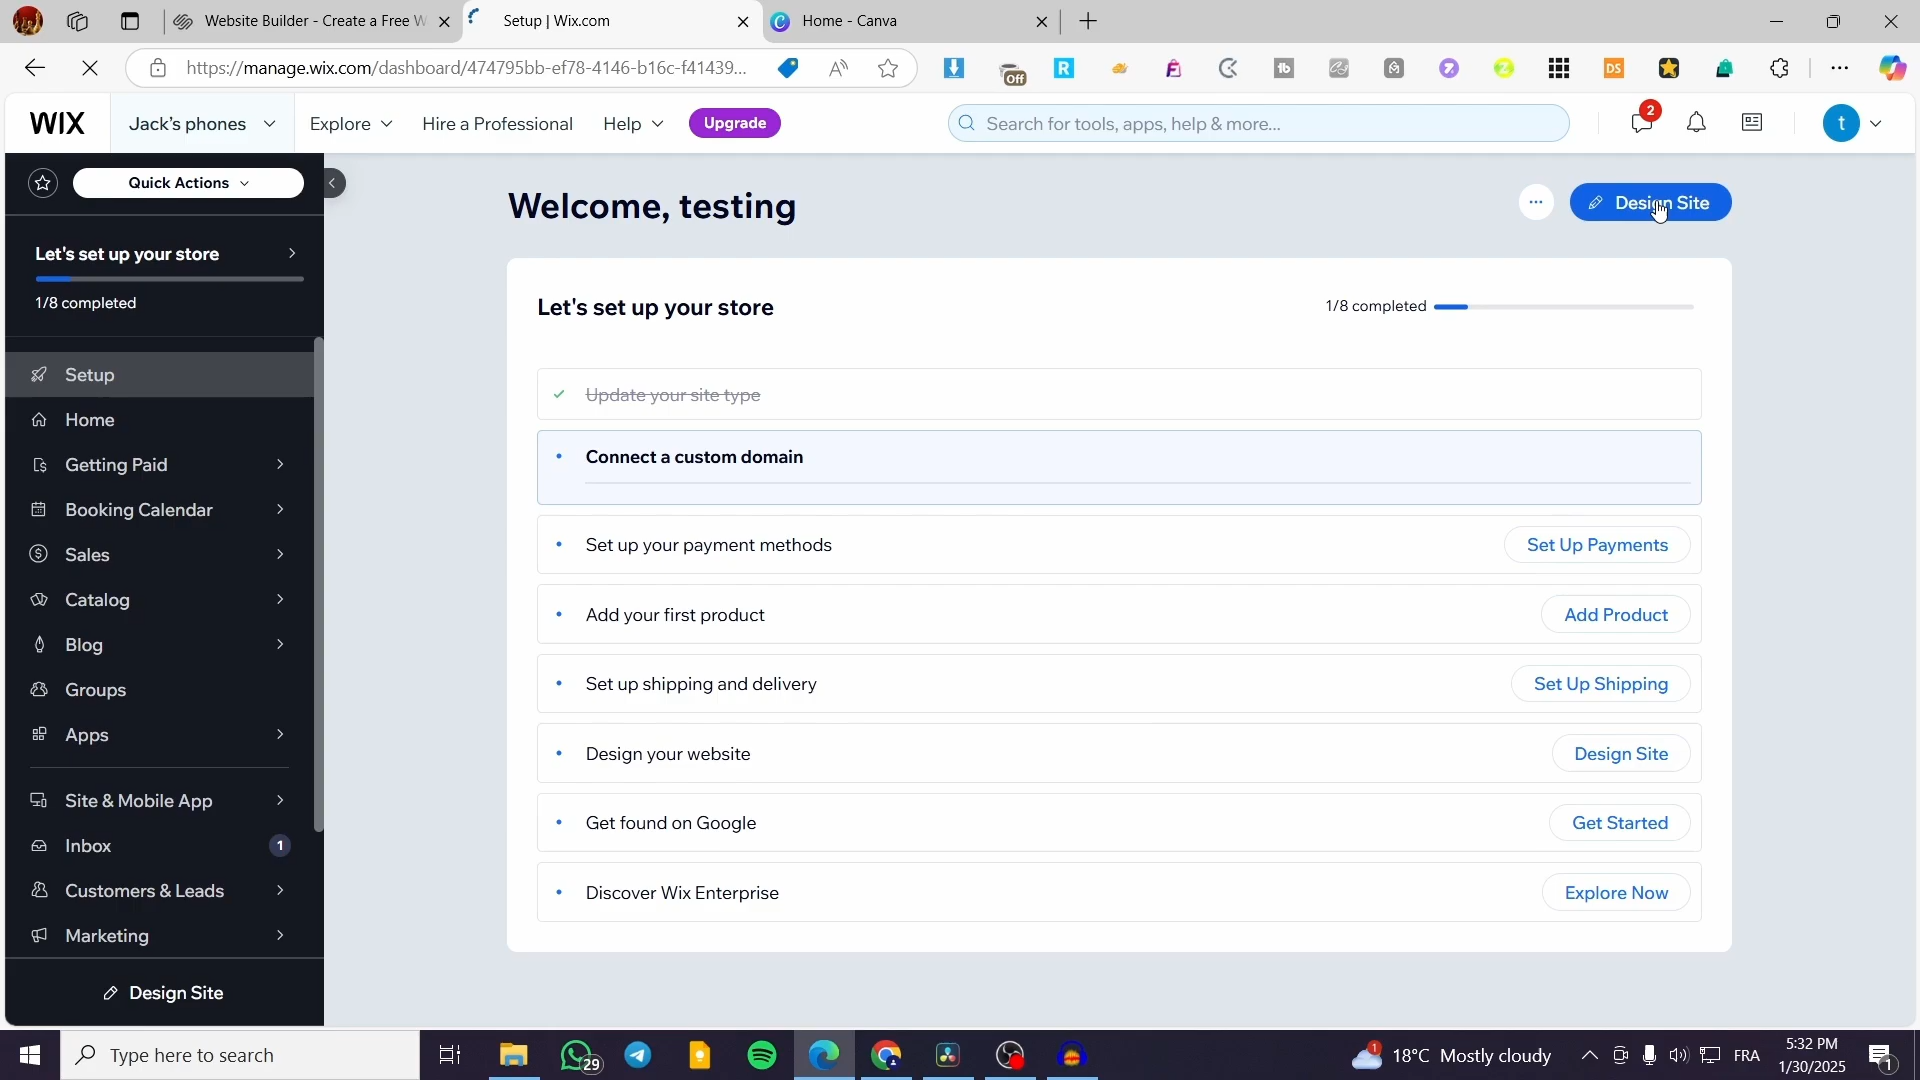 Website Builder - Create a Free W
Setup | Wix.com
Home - Canva
https://manage.wix.com/dashboard/474795bb-ef78-4146-b16c-f41439...
Off
WIX
Jack's phones
Explore
Hire a Professional
Help
Upgrade
Search for tools, apps, help & more...
2
t
Quick Actions
Welcome, testing
Design Site
Let's set up your store
1/8 completed
Let's set up your store
1/8 completed
Setup
Home
Getting Paid
Booking Calendar
Sales
Catalog
Blog
Groups
Apps
Site & Mobile App
Inbox
1
Customers & Leads
Marketing
Design Site
Update your site type
Connect a custom domain
Set up your payment methods
Set Up Payments
Add your first product
Add Product
Set up shipping and delivery
Set Up Shipping
Design your website
Design Site
Get found on Google
Get Started
Discover Wix Enterprise
Explore Now
Type here to search
29
1
18°C Mostly cloudy
FRA
5:32 PM
1/30/2025
1